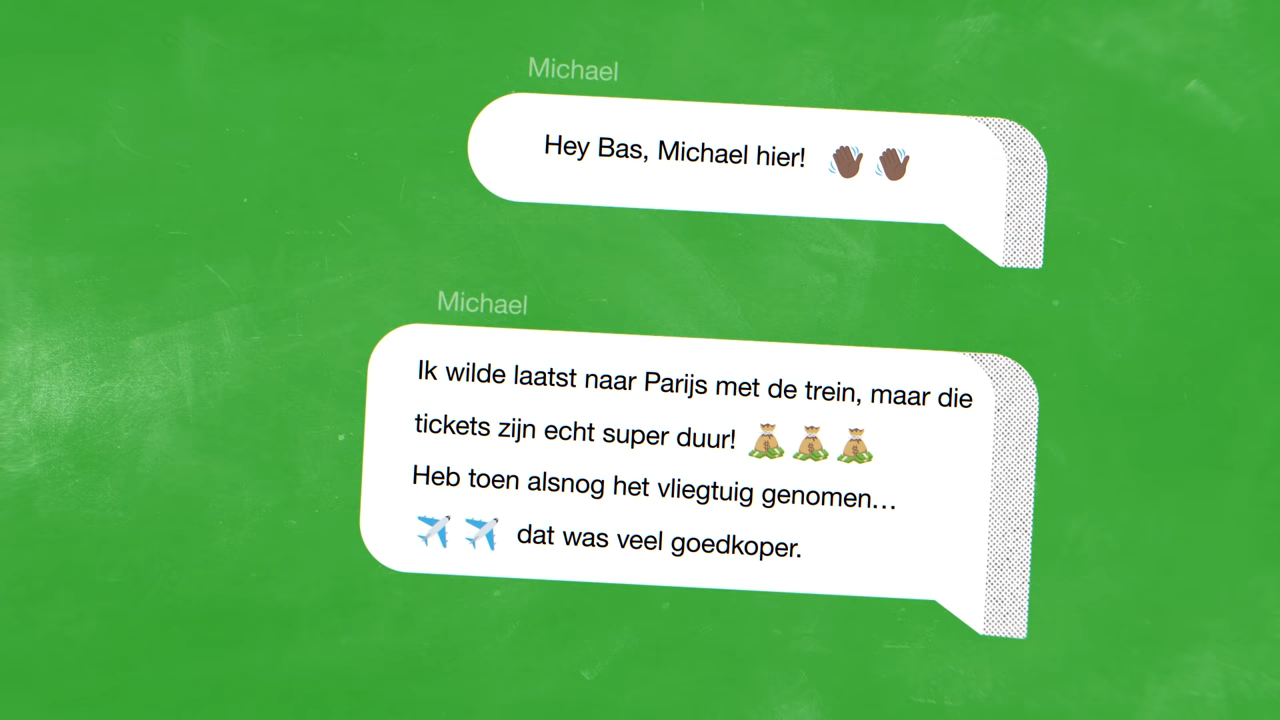 Michael
Hey Bas, Michael hier! 👋🏿 👋🏿
Michael
Ik wilde laatst naar Parijs met de trein, maar die
tickets zijn echt super duur! 💰 💰 💰
Heb toen alsnog het vliegtuig genomen…
✈️ ✈️ dat was veel goedkoper.